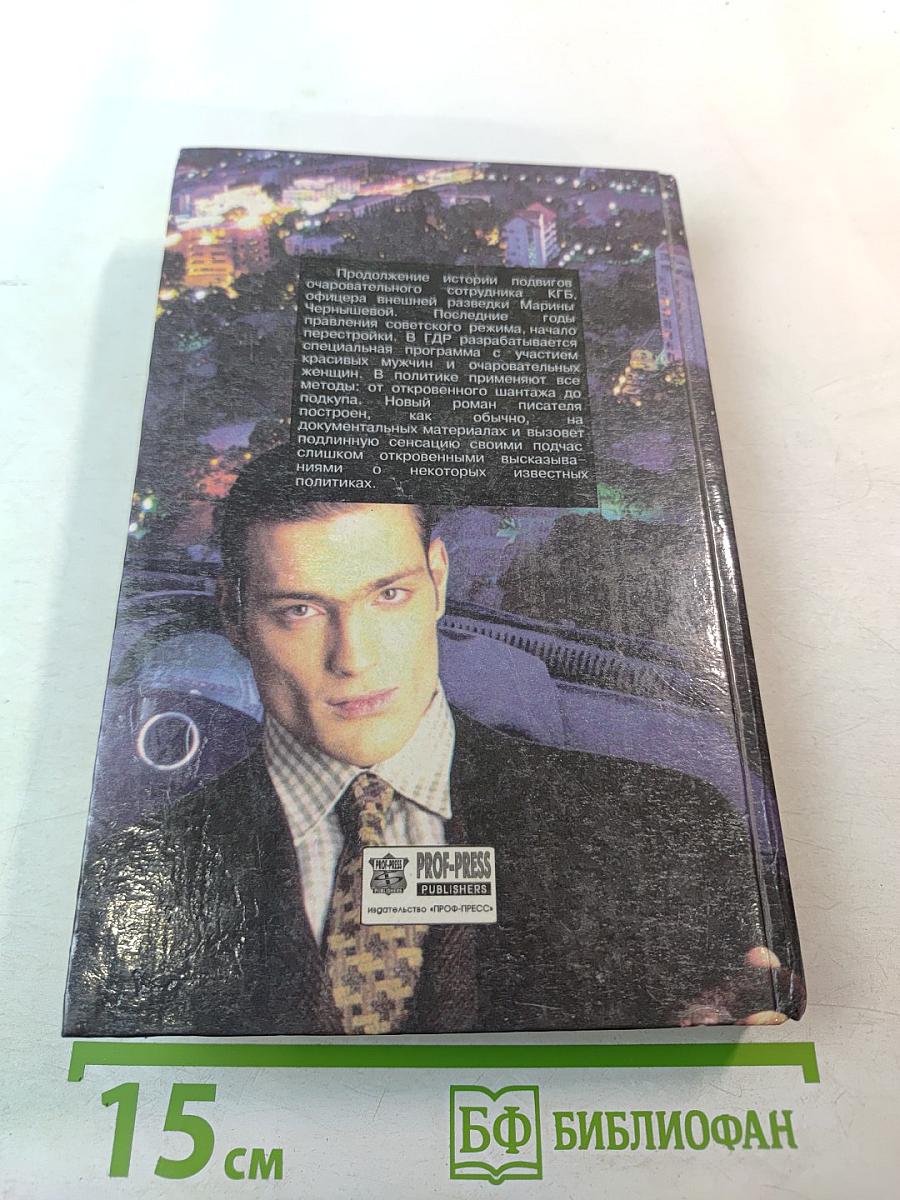 Продолжение истории подвигов
очаровательного сотрудника КГБ,
офицера внешней разведки Марины
Чернышевой. Последние годы
правления советского режима, начало
перестройки. В ГДР разрабатывается
специальная программа с участием
красивых мужчин и очаровательных
женщин. В политике применяют все
методы: от откровенного шантажа до
подкупа. Новый роман писателя
построен, как обычно, на
документальных материалах и вызовет
подлинную сенсацию своими подчас
слишком откровенными высказыва-
ниями о некоторых известных
политиках.
PROF-PRESS
PUBLISHERS
PROF-PRESS
PUBLISHERS
издательство «ПРОФ-ПРЕСС»
15 см
БФ БИБЛИОФАН